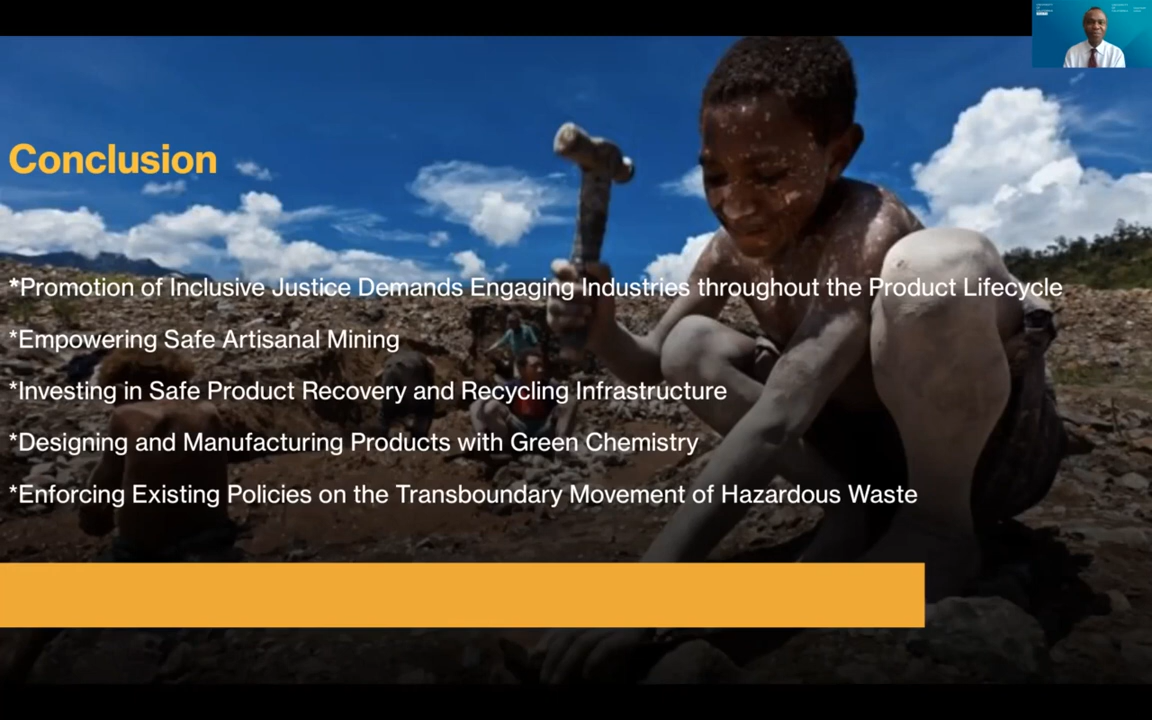 Conclusion
*Promotion of Inclusive Justice Demands Engaging Industries throughout the Product Lifecycle
*Empowering Safe Artisanal Mining
*Investing in Safe Product Recovery and Recycling Infrastructure
*Designing and Manufacturing Products with Green Chemistry
*Enforcing Existing Policies on the Transboundary Movement of Hazardous Waste